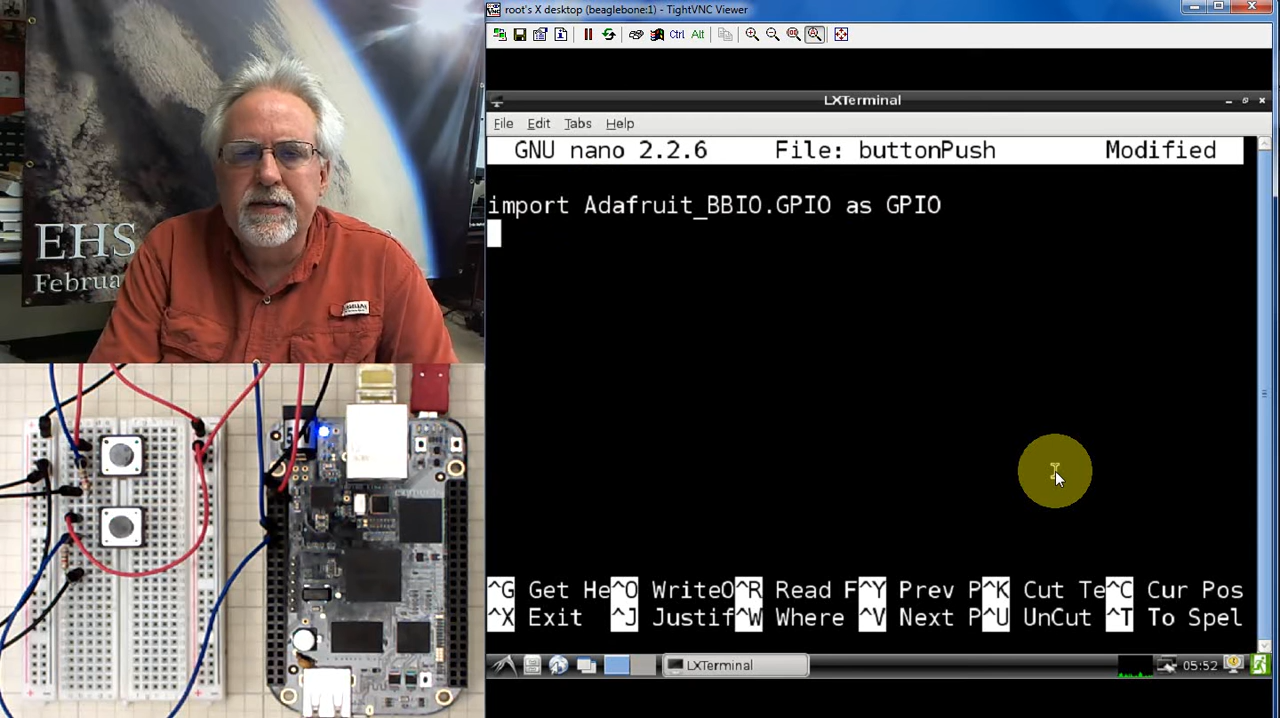 root's X desktop (beaglebone:1) - TightVNC Viewer
Ctrl Alt
LXTerminal
File Edit Tabs Help
GNU nano 2.2.6 File: buttonPush Modified
import Adafruit_BBIO.GPIO as GPIO
^G Get He^O WriteO^R Read F^Y Prev P^K Cut Te^C Cur Pos
^X Exit ^J Justif^W Where ^V Next P^U UnCut ^T To Spel
LXTerminal
05:52
EHS
Februa